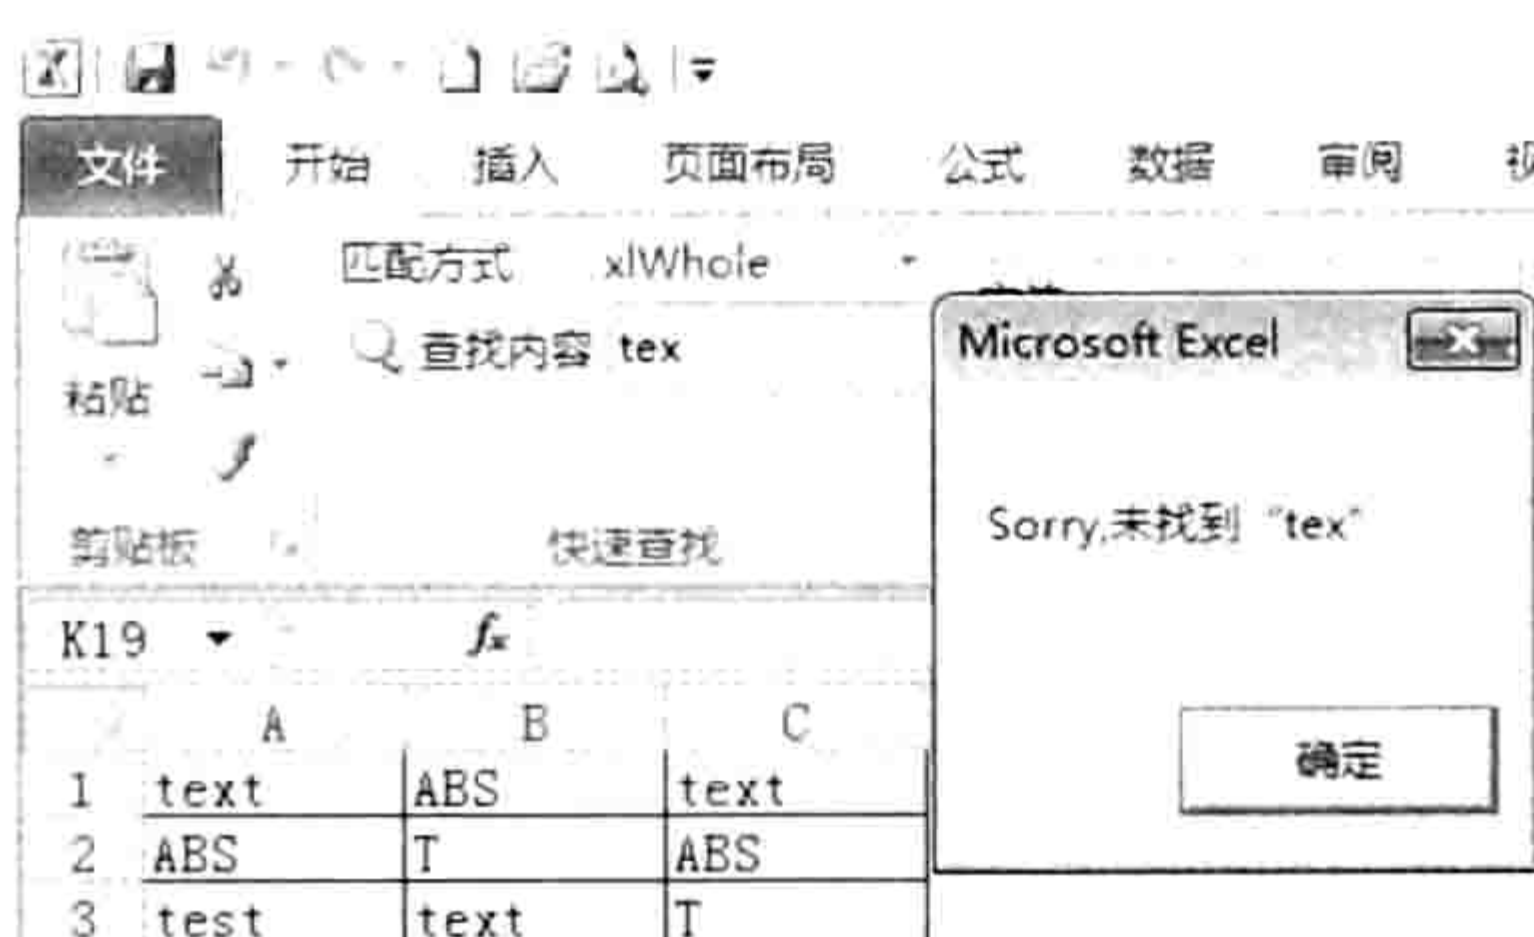 文件 开始 插入 页面布局 公式 数据 审阅
匹配方式 xlWhole
查找内容 tex
粘贴
剪贴板 快速查找
Microsoft Excel
Sorry,未找到 "tex"
确定
K19 fx
A B C
1 text ABS text
2 ABS T ABS
3 test text T